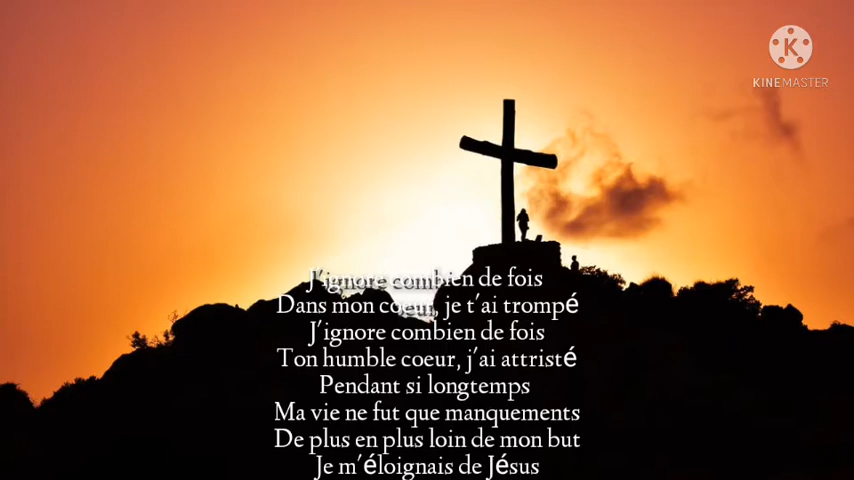 KINEMASTER
J'ignore combien de fois
Dans mon coeur, je t'ai trompé
J'ignore combien de fois
Ton humble coeur, j'ai attristé
Pendant si longtemps
Ma vie ne fut que manquements
De plus en plus loin de mon but
Je m'éloignais de Jésus